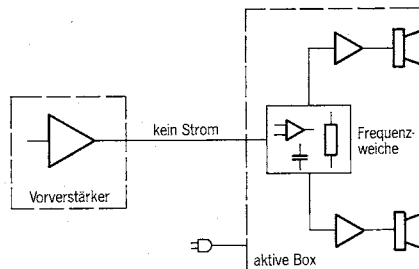 kein Strom
Frequenz-
weiche
Vorverstärker
aktive Box